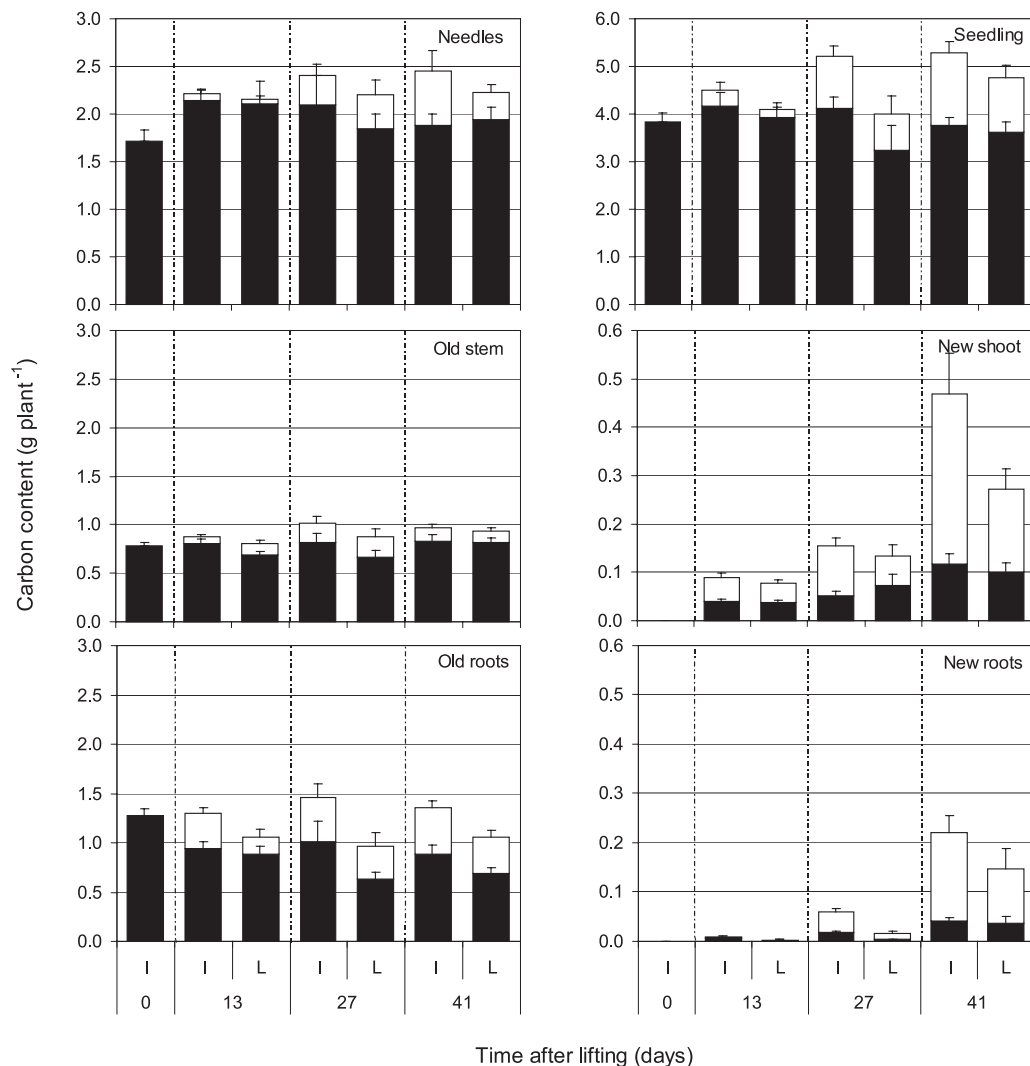 3.0 Needles 6.0 Seedling
2.5 5.0
2.0 4.0
1.5 3.0
1.0 2.0
0.5 1.0
0.0 0.0
3.0 Old stem 0.6 New shoot
2.5 0.5
2.0 0.4
1.5 0.3
1.0 0.2
0.5 0.1
0.0 0.0
Carbon content (g plant⁻¹)
3.0 Old roots 0.6 New roots
2.5 0.5
2.0 0.4
1.5 0.3
1.0 0.2
0.5 0.1
0.0 0.0
I I L I L I L I I L I L I L
0 13 27 41 0 13 27 41
Time after lifting (days)